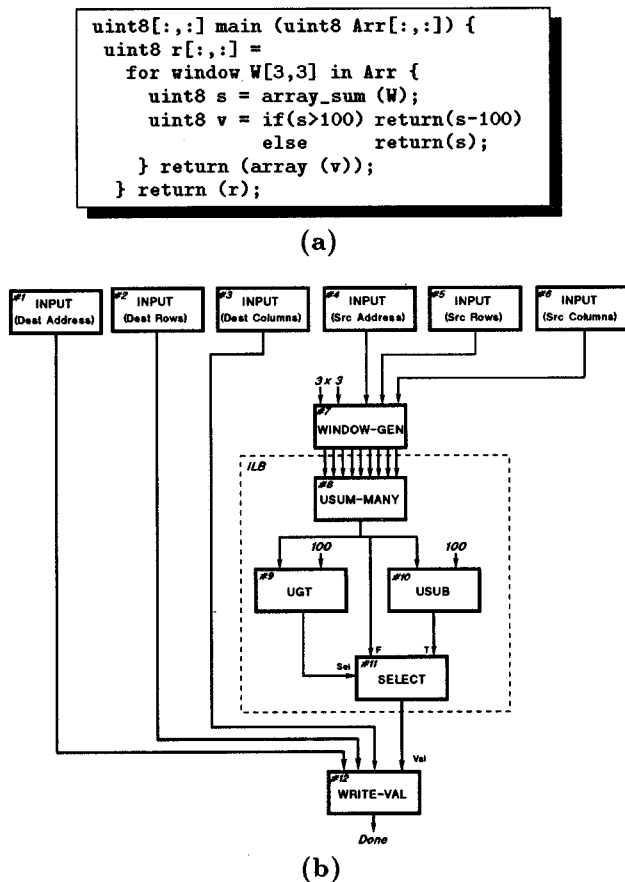 uint8[:,:] main (uint8 Arr[:,:]) {
uint8 r[:,:] =
for window W[3,3] in Arr {
uint8 s = array_sum (W);
uint8 v = if(s>100) return(s-100)
else return(s);
} return (array (v));
} return (r);
(a)
#1 INPUT (Dest Address)
#2 INPUT (Dest Rows)
#3 INPUT (Dest Columns)
#4 INPUT (Src Address)
#5 INPUT (Src Rows)
#6 INPUT (Src Columns)
3 x 3
#7
WINDOW-GEN
ILB
#8
USUM-MANY
100
100
#9
UGT
#10
USUB
F
T
Sel
#11
SELECT
Val
#12
WRITE-VAL
Done
(b)